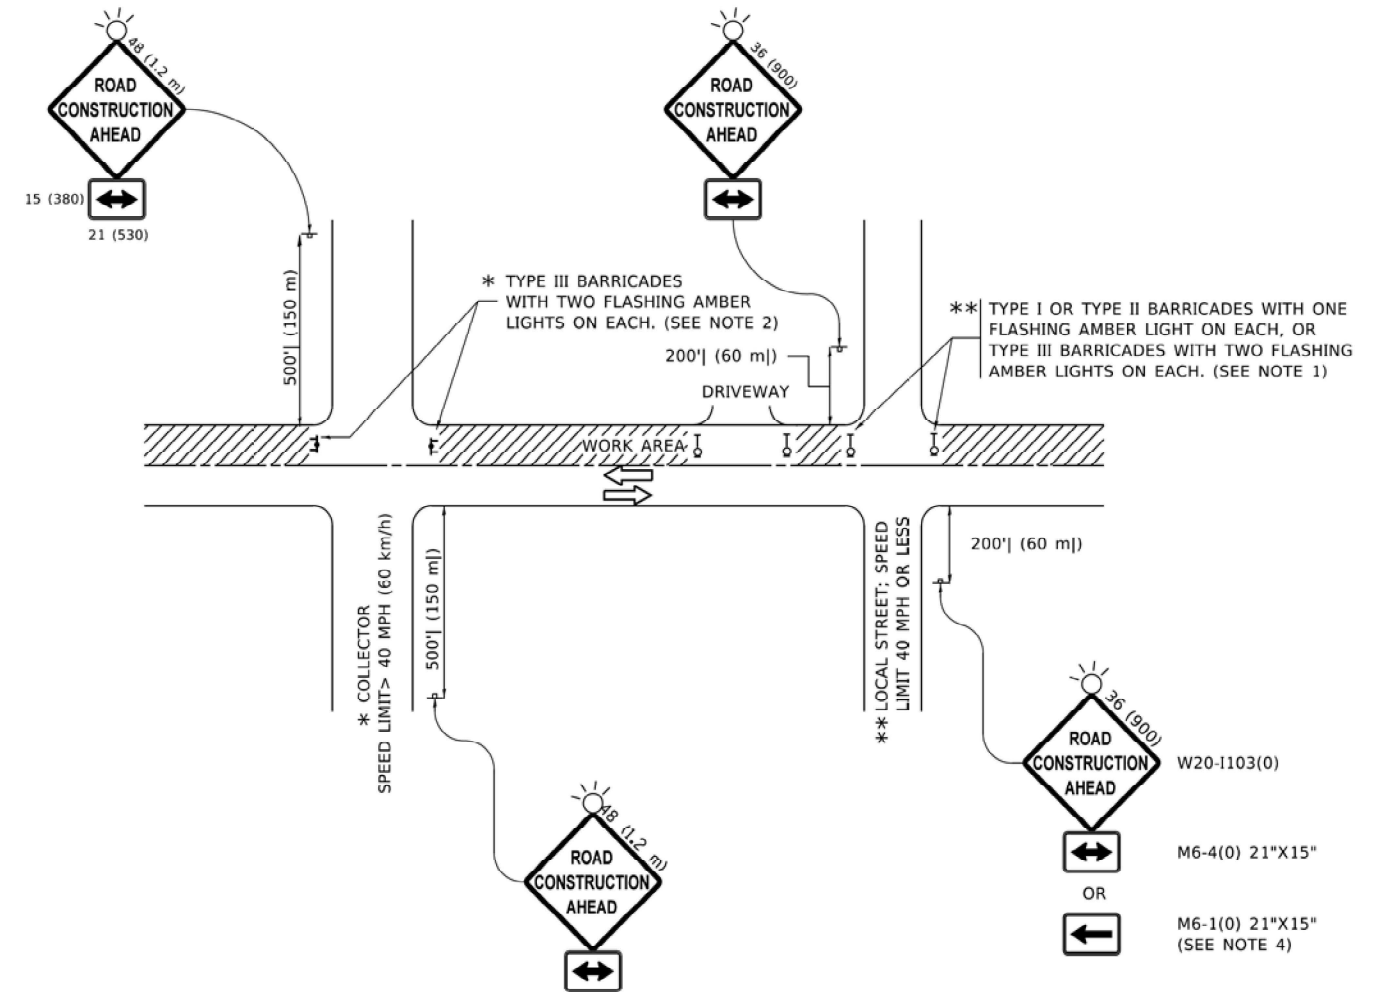 48 (1.2 m)
ROAD
CONSTRUCTION
AHEAD
15 (380)
21 (530)
36 (900)
ROAD
CONSTRUCTION
AHEAD
500'| (150 m)
* TYPE III BARRICADES
WITH TWO FLASHING AMBER
LIGHTS ON EACH. (SEE NOTE 2)
200'| (60 m|)
DRIVEWAY
** TYPE I OR TYPE II BARRICADES WITH ONE
FLASHING AMBER LIGHT ON EACH, OR
TYPE III BARRICADES WITH TWO FLASHING
AMBER LIGHTS ON EACH. (SEE NOTE 1)
WORK AREA
* COLLECTOR
SPEED LIMIT> 40 MPH (60 km/h)
500'| (150 m|)
** LOCAL STREET; SPEED
LIMIT 40 MPH OR LESS
200'| (60 m|)
48 (1.2 m)
ROAD
CONSTRUCTION
AHEAD
36 (900)
ROAD
CONSTRUCTION
AHEAD
W20-I103(0)
M6-4(0) 21"X15"
OR
M6-1(0) 21"X15"
(SEE NOTE 4)